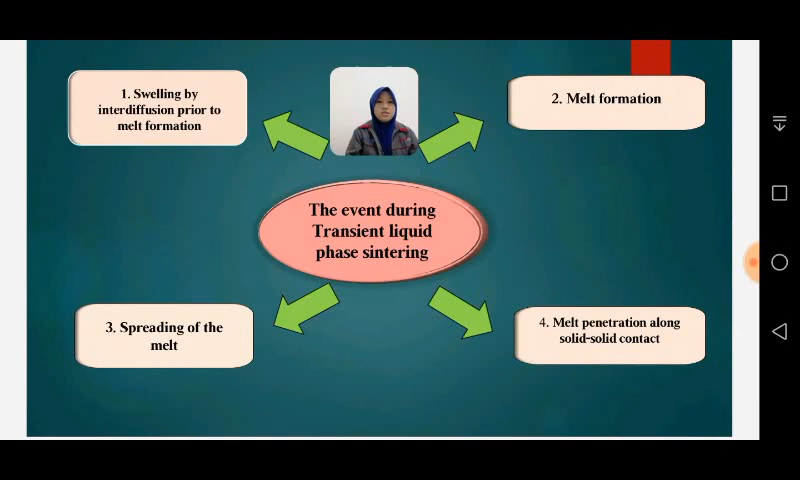 1. Swelling by
interdiffusion prior to
melt formation
2. Melt formation
The event during
Transient liquid
phase sintering
3. Spreading of the
melt
4. Melt penetration along
solid-solid contact